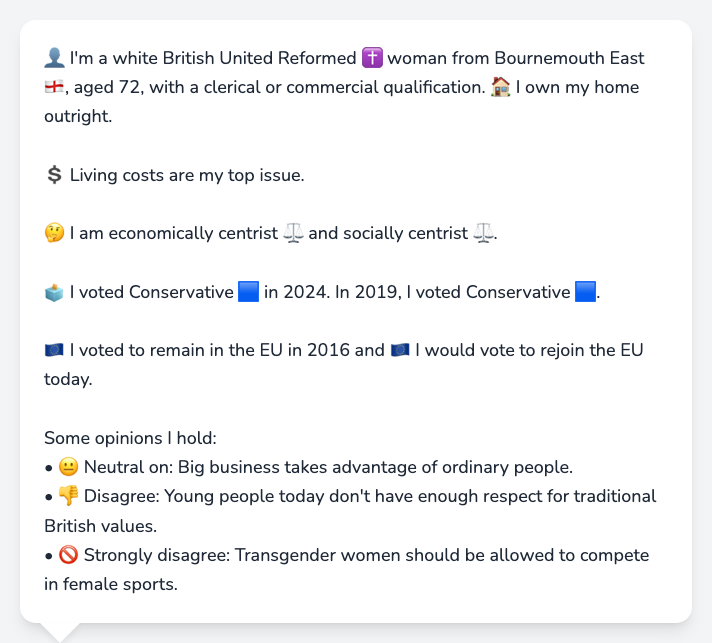 👤 I'm a white British United Reformed ✝️ woman from Bournemouth East
🏴󠁧󠁢󠁥󠁮󠁧󠁿, aged 72, with a clerical or commercial qualification. 🏠 I own my home
outright.
💲 Living costs are my top issue.
🤔 I am economically centrist ⚖️ and socially centrist ⚖️.
🗳️ I voted Conservative 🟦 in 2024. In 2019, I voted Conservative 🟦.
🇪🇺 I voted to remain in the EU in 2016 and 🇪🇺 I would vote to rejoin the EU
today.
Some opinions I hold:
• 😐 Neutral on: Big business takes advantage of ordinary people.
• 👎 Disagree: Young people today don't have enough respect for traditional
British values.
• 🚫 Strongly disagree: Transgender women should be allowed to compete
in female sports.